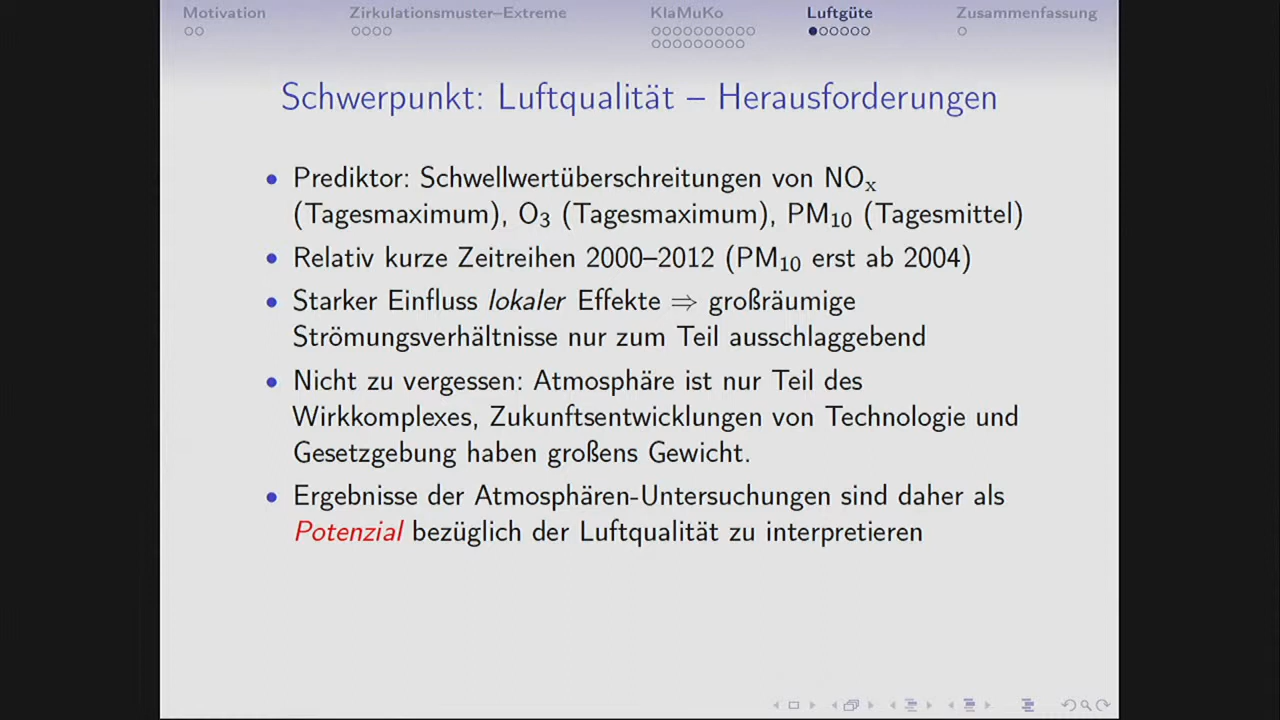 Motivation Zirkulationsmuster–Extreme KlaMuKo Luftgüte Zusammenfassung
Schwerpunkt: Luftqualität – Herausforderungen
• Prediktor: Schwellwertüberschreitungen von NOx
(Tagesmaximum), O3 (Tagesmaximum), PM10 (Tagesmittel)
• Relativ kurze Zeitreihen 2000–2012 (PM10 erst ab 2004)
• Starker Einfluss lokaler Effekte ⇒ großräumige
Strömungsverhältnisse nur zum Teil ausschlaggebend
• Nicht zu vergessen: Atmosphäre ist nur Teil des
Wirkkomplexes, Zukunftsentwicklungen von Technologie und
Gesetzgebung haben großens Gewicht.
• Ergebnisse der Atmosphären-Untersuchungen sind daher als
Potenzial bezüglich der Luftqualität zu interpretieren